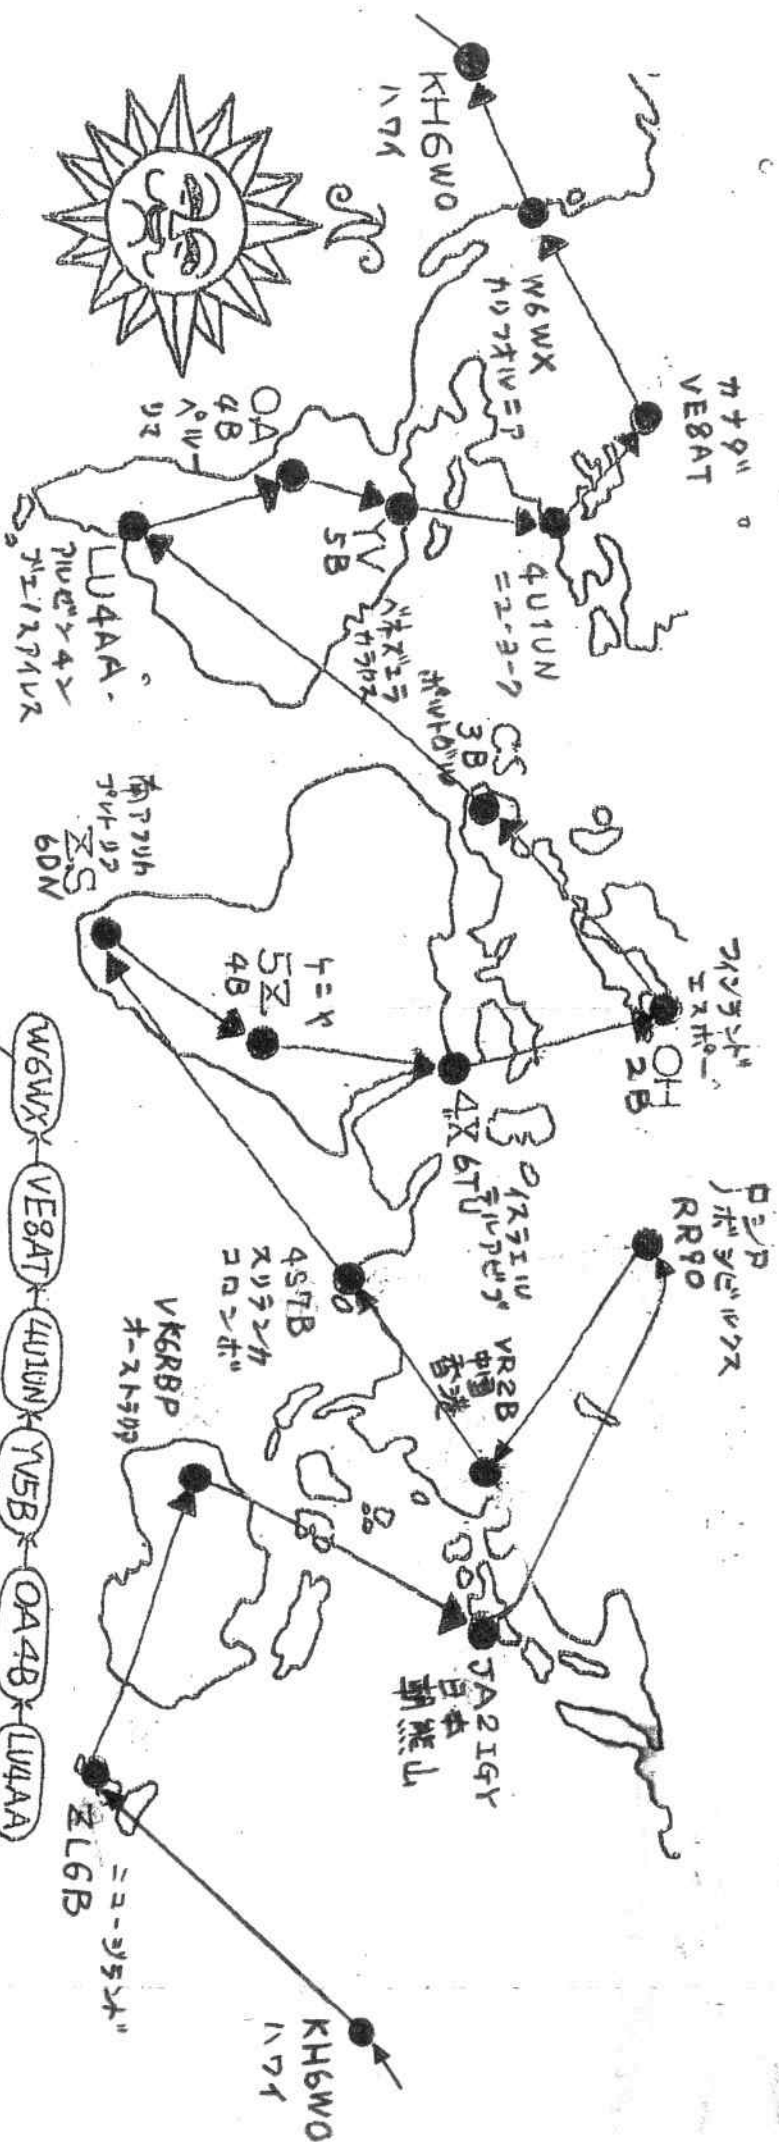 KH6WO
ハワイ
W6WX
カリフオルニア
カナダ
VE8AT
4U1UN
ニューヨーク
YV
5B
ベネズエラ
カラカス
OA
4B
ペルー
リマ
LU4AA
アルゼンチン
ブエノスアイレス
CS
3B
ポルトガル
フィンランド
エスポー
OH
2B
4X 6TU
イスラエル
テルアビブ
ケニヤ
5Z
4B
南アフリカ
プレトリア
ZS
6DN
ロシア
ノボシビルクス
RR9O
VR2B
中国
香港
4S7B
スリランカ
コロンボ
VK6RBP
オーストラリア
JA2IGY
日本
朝熊山
ニュージランド
ZL6B
KH6WO
ハワイ
W6WX
VE8AT
4U1UN
YV5B
OA4B
LU4AA